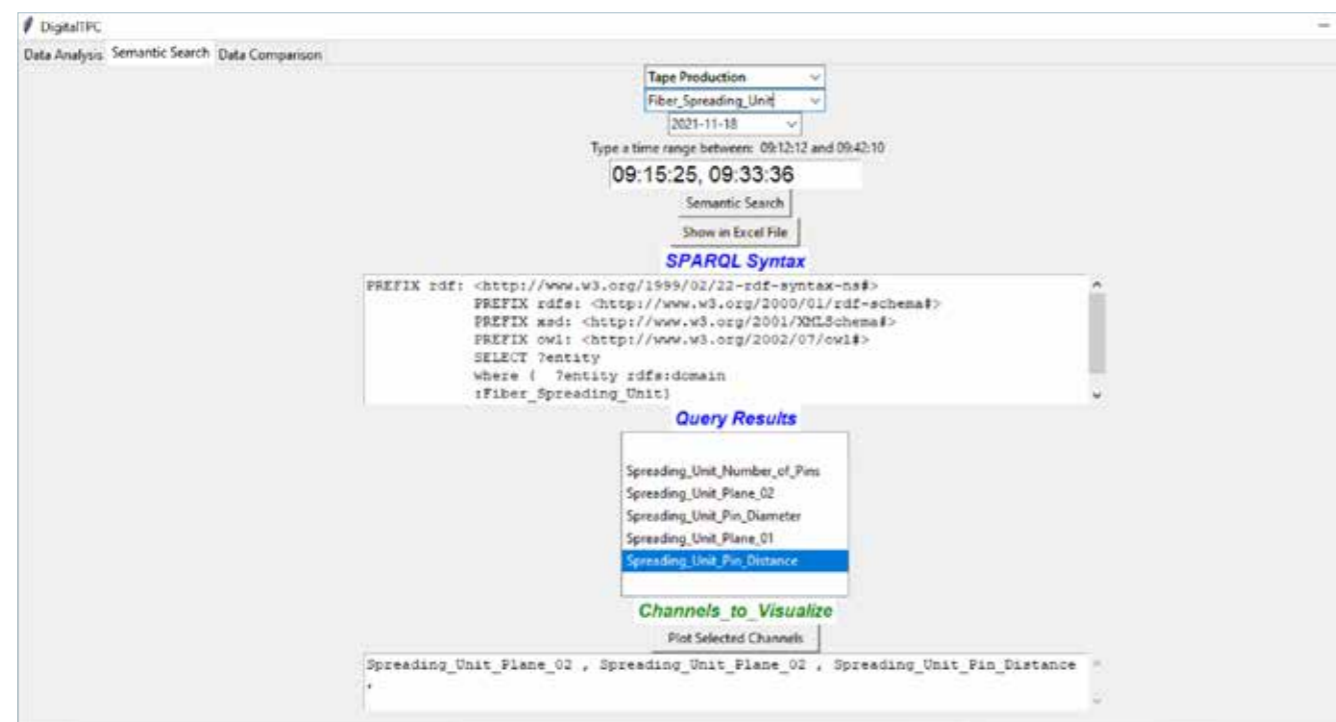 DigitalTPC
Data Analysis Semantic Search Data Comparison
Tape Production
Fiber_Spreading_Unit
2021-11-18
Type a time range between: 09:12:12 and 09:42:10
09:15:25, 09:33:36
Semantic Search
Show in Excel File
SPARQL Syntax
PREFIX rdf: <http://www.w3.org/1999/02/22-rdf-syntax-ns#>
PREFIX rdfs: <http://www.w3.org/2000/01/rdf-schema#>
PREFIX xsd: <http://www.w3.org/2001/XMLSchema#>
PREFIX owl: <http://www.w3.org/2002/07/owl#>
SELECT ?entity
where { ?entity rdfs:domain
:Fiber_Spreading_Unit}
Query Results
Spreading_Unit_Number_of_Pins
Spreading_Unit_Plane_02
Spreading_Unit_Pin_Diameter
Spreading_Unit_Plane_01
Spreading_Unit_Pin_Distance
Channels_to_Visualize
Plot Selected Channels
Spreading_Unit_Plane_02 , Spreading_Unit_Plane_02 , Spreading_Unit_Pin_Distance
,